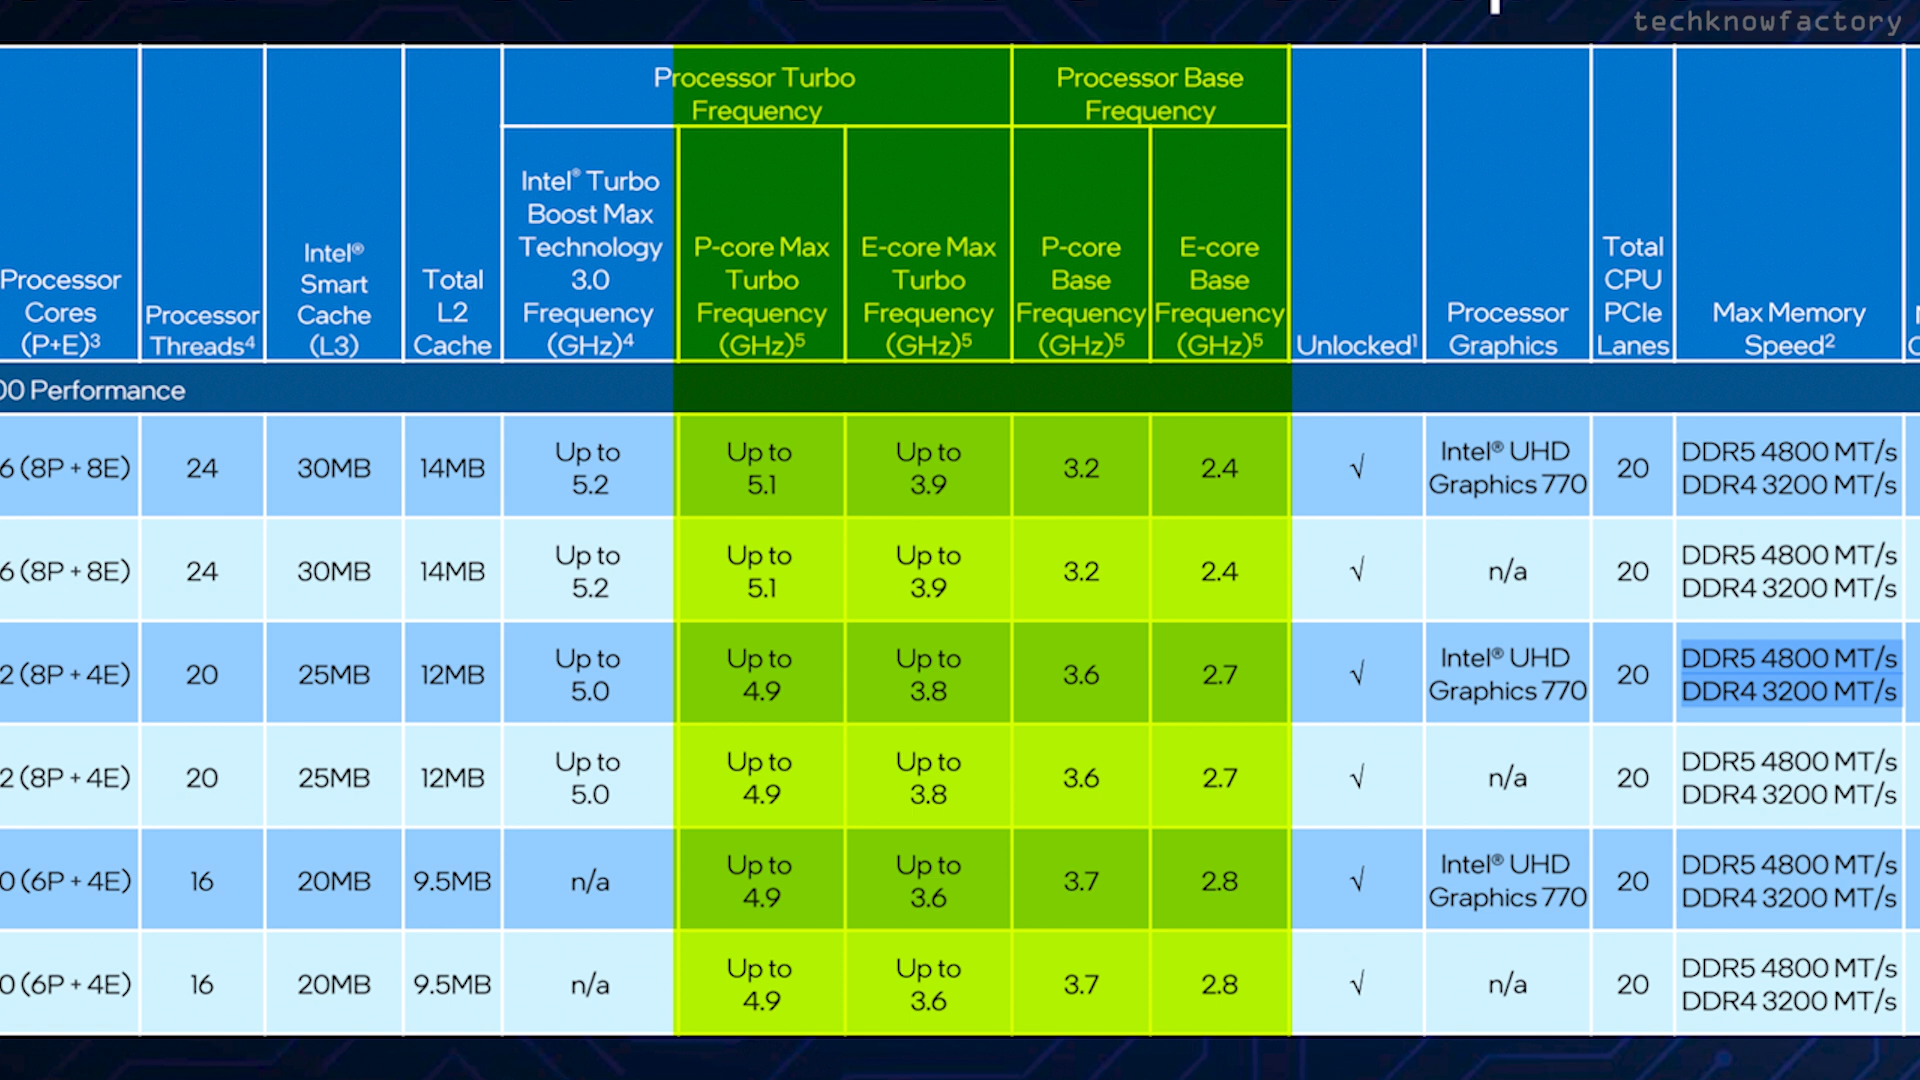 techknowfactory
Processor Turbo
Frequency
Processor Base
Frequency
Processor
Cores
(P+E)³
Processor
Threads⁴
Intel®
Smart
Cache
(L3)
Total
L2
Cache
Intel® Turbo
Boost Max
Technology
3.0
Frequency
(GHz)⁴
P-core Max
Turbo
Frequency
(GHz)⁵
E-core Max
Turbo
Frequency
(GHz)⁵
P-core
Base
Frequency
(GHz)⁵
E-core
Base
Frequency
(GHz)⁵
Unlocked¹
Processor
Graphics
Total
CPU
PCIe
Lanes
Max Memory
Speed²
00 Performance
6 (8P + 8E)
24
30MB
14MB
Up to
5.2
Up to
5.1
Up to
3.9
3.2
2.4
√
Intel® UHD
Graphics 770
20
DDR5 4800 MT/s
DDR4 3200 MT/s
6 (8P + 8E)
24
30MB
14MB
Up to
5.2
Up to
5.1
Up to
3.9
3.2
2.4
√
n/a
20
DDR5 4800 MT/s
DDR4 3200 MT/s
2 (8P + 4E)
20
25MB
12MB
Up to
5.0
Up to
4.9
Up to
3.8
3.6
2.7
√
Intel® UHD
Graphics 770
20
DDR5 4800 MT/s
DDR4 3200 MT/s
2 (8P + 4E)
20
25MB
12MB
Up to
5.0
Up to
4.9
Up to
3.8
3.6
2.7
√
n/a
20
DDR5 4800 MT/s
DDR4 3200 MT/s
0 (6P + 4E)
16
20MB
9.5MB
n/a
Up to
4.9
Up to
3.6
3.7
2.8
√
Intel® UHD
Graphics 770
20
DDR5 4800 MT/s
DDR4 3200 MT/s
0 (6P + 4E)
16
20MB
9.5MB
n/a
Up to
4.9
Up to
3.6
3.7
2.8
√
n/a
20
DDR5 4800 MT/s
DDR4 3200 MT/s